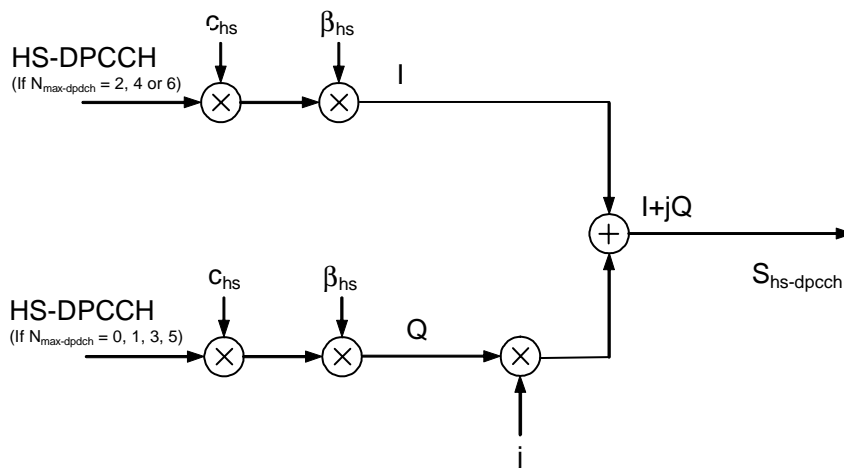 c_hs β_hs
HS-DPCCH
(If N_max-dpdch = 2, 4 or 6)
I
I+jQ
S_hs-dpcch
c_hs β_hs
HS-DPCCH
(If N_max-dpdch = 0, 1, 3, 5)
Q
j